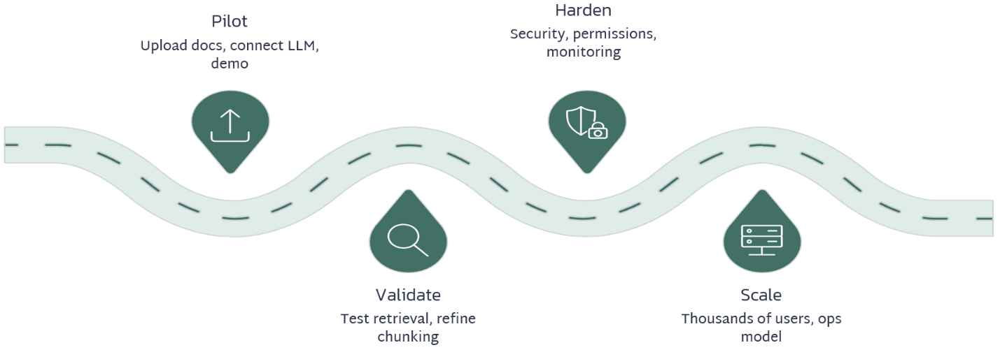 Pilot
Upload docs, connect LLM,
demo
Validate
Test retrieval, refine
chunking
Harden
Security, permissions,
monitoring
Scale
Thousands of users, ops
model